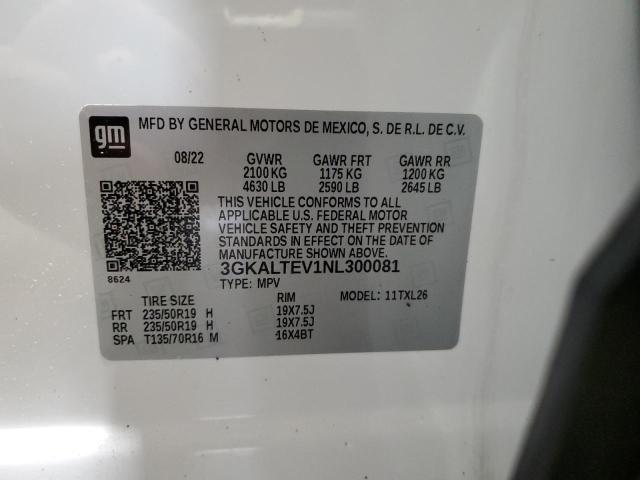 gm
MFD BY GENERAL MOTORS DE MEXICO, S. DE R.L. DE C.V.
08/22 GVWR GAWR FRT GAWR RR
2100 KG 1175 KG 1200 KG
4630 LB 2590 LB 2645 LB
THIS VEHICLE CONFORMS TO ALL
APPLICABLE U.S. FEDERAL MOTOR
VEHICLE SAFETY AND THEFT PREVENTION
STANDARDS IN EFFECT ON THE DATE OF
MANUFACTURE SHOWN ABOVE.
3GKALTEV1NL300081
8624
TYPE: MPV
TIRE SIZE RIM MODEL: 11TXL26
FRT 235/50R19 H 19X7.5J
RR 235/50R19 H 19X7.5J
SPA T135/70R16 M 16X4BT